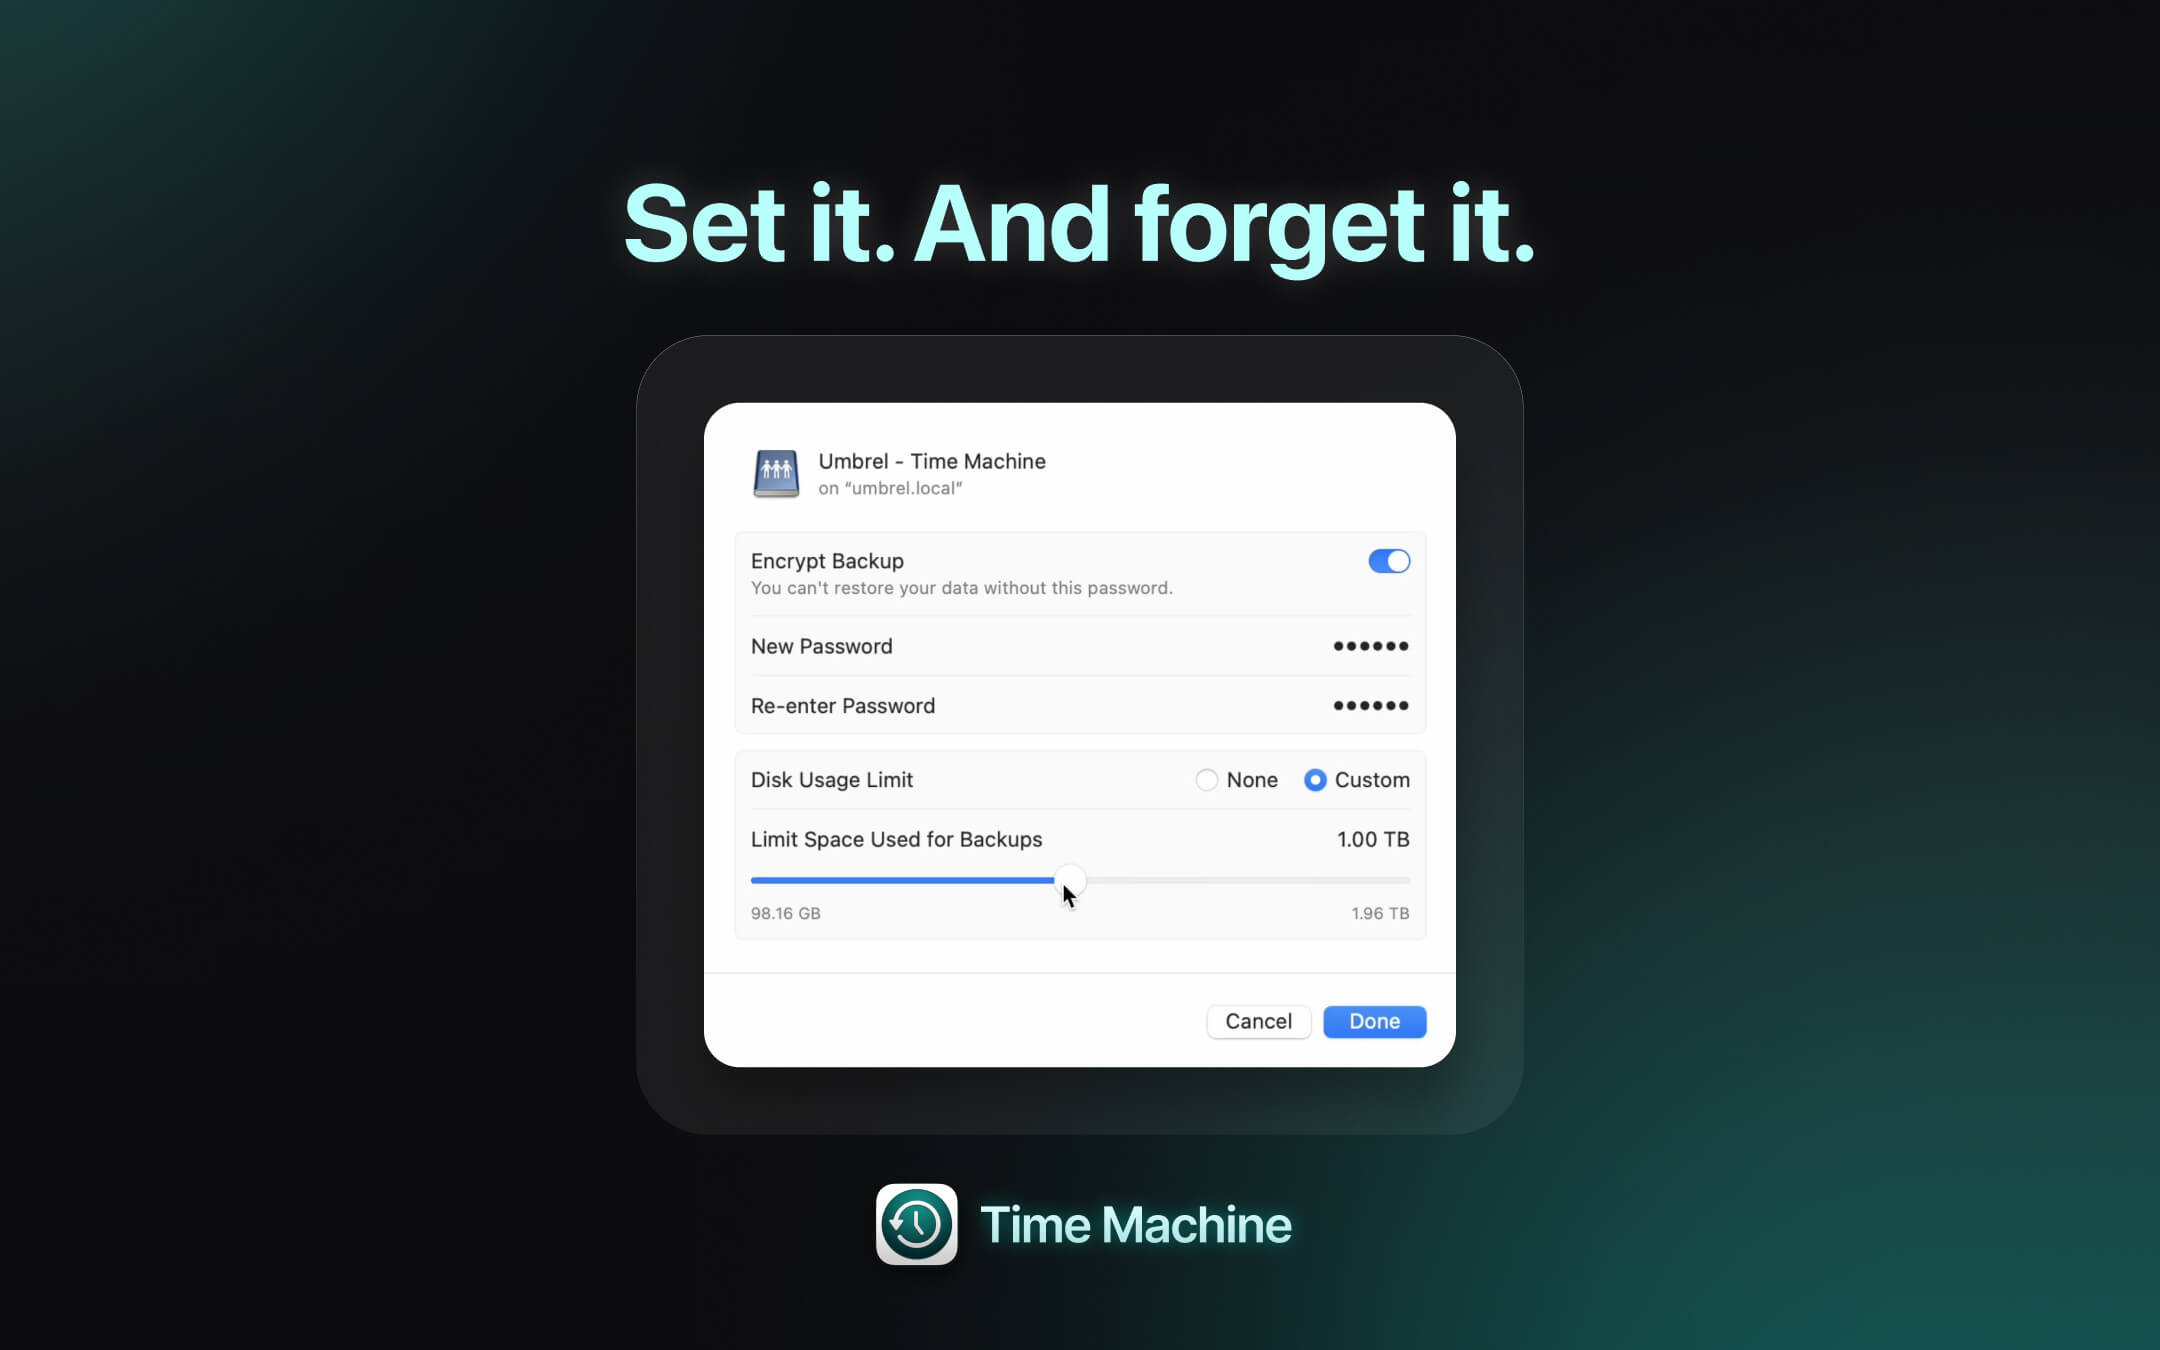 Set it. And forget it.
Umbrel - Time Machine
on “umbrel.local”
Encrypt Backup
You can't restore your data without this password.
New Password ••••••
Re-enter Password ••••••
Disk Usage Limit None Custom
Limit Space Used for Backups 1.00 TB
98.16 GB 1.96 TB
Cancel Done
Time Machine